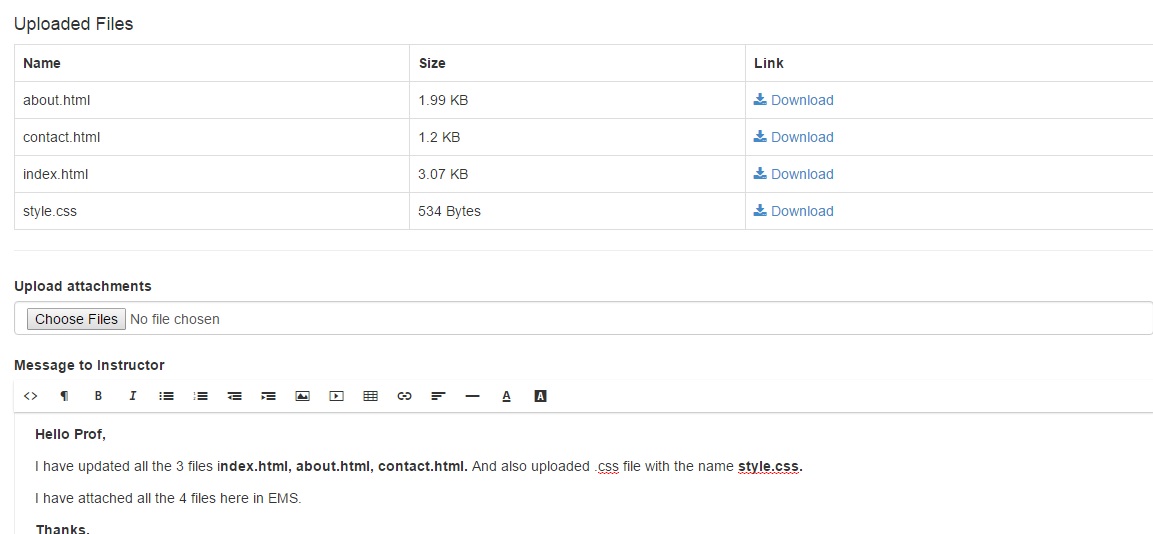 Uploaded Files
Name Size Link
about.html 1.99 KB Download
contact.html 1.2 KB Download
index.html 3.07 KB Download
style.css 534 Bytes Download
Upload attachments
Choose Files No file chosen
Message to Instructor
<> ¶ B I A A
Hello Prof,
I have updated all the 3 files index.html, about.html, contact.html. And also uploaded .css file with the name style.css.
I have attached all the 4 files here in EMS.
Thanks.